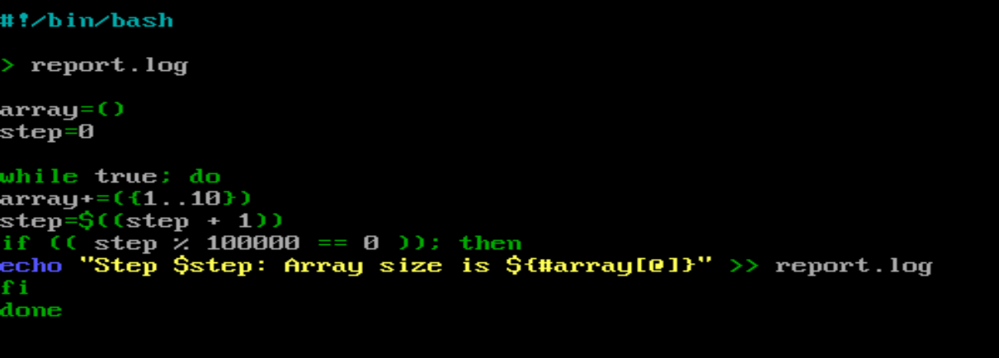 #!/bin/bash
> report.log
array=()
step=0
while true; do
array+=({1..10})
step=$((step + 1))
if (( step % 100000 == 0 )); then
echo "Step $step: Array size is ${#array[@]}" >> report.log
fi
done